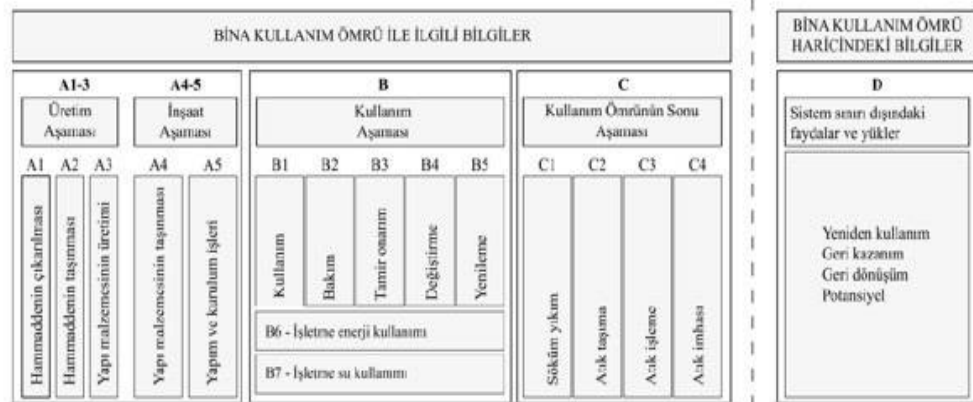 BİNA KULLANIM ÖMRÜ İLE İLGİLİ BİLGİLER
BİNA KULLANIM ÖMRÜ
HARİCİNDEKİ BİLGİLER
A1-3
Üretim
Aşaması
A4-5
İnşaat
Aşaması
B
Kullanım
Aşaması
C
Kullanım Ömrünün Sonu
Aşaması
D
Sistem sınırı dışındaki
faydalar ve yükler
A1
A2
A3
A4
A5
B1
B2
B3
B4
B5
C1
C2
C3
C4
Hammaddenin çıkarılması
Hammaddenin taşınması
Yapı malzemesinin üretimi
Yapı malzemesinin taşınması
Yapım ve kurulum işleri
Kullanım
Bakım
Tamir onarım
Değiştirme
Yenileme
B6 - İşletme enerji kullanımı
B7 - İşletme su kullanımı
Söküm yıkım
Atık taşıma
Atık işleme
Atık imhası
Yeniden kullanım
Geri kazanım
Geri dönüşüm
Potansiyel